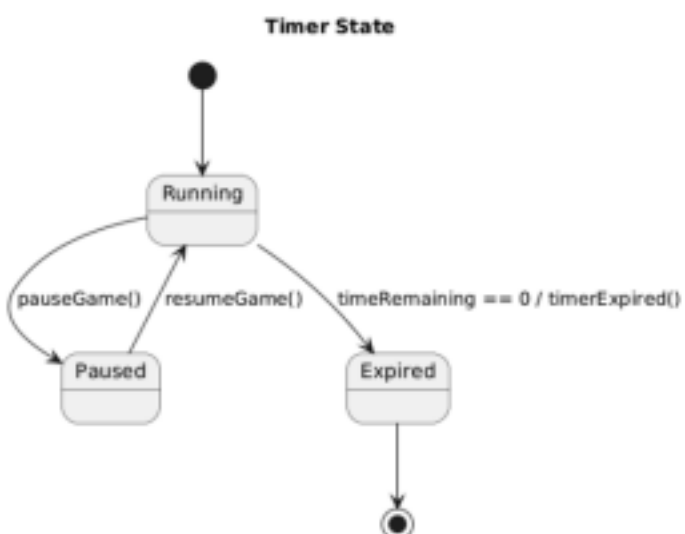 Timer State
Running
pauseGame()
resumeGame()
timeRemaining == 0 / timerExpired()
Paused
Expired